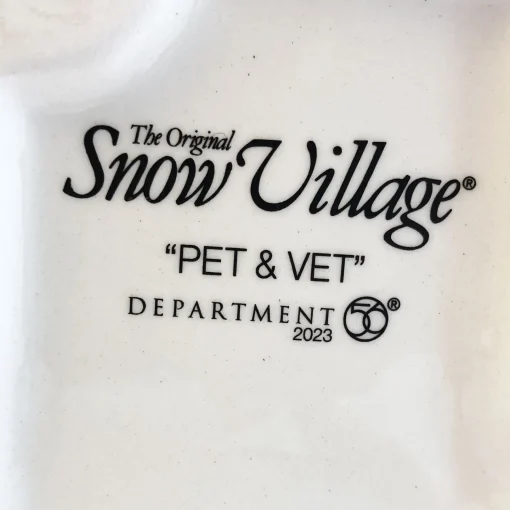 The Original
Snow Village®
“PET & VET”
DEPARTMENT 56®
2023